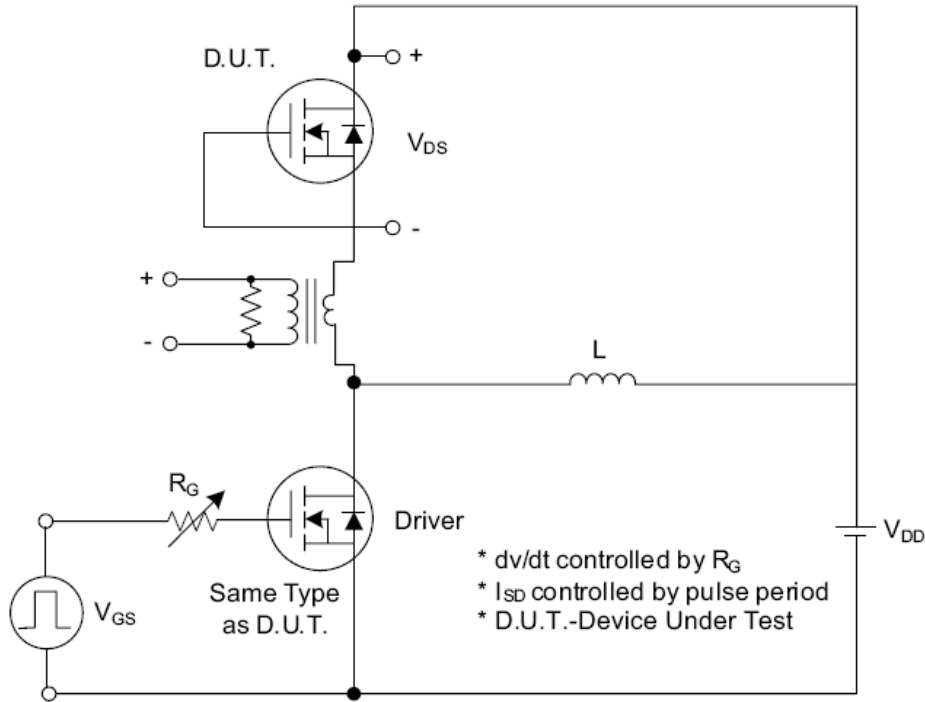 D.U.T.
+
VDS
-
+
-
L
RG
Driver
VDD
VGS
Same Type
as D.U.T.
* dv/dt controlled by RG
* ISD controlled by pulse period
* D.U.T.-Device Under Test